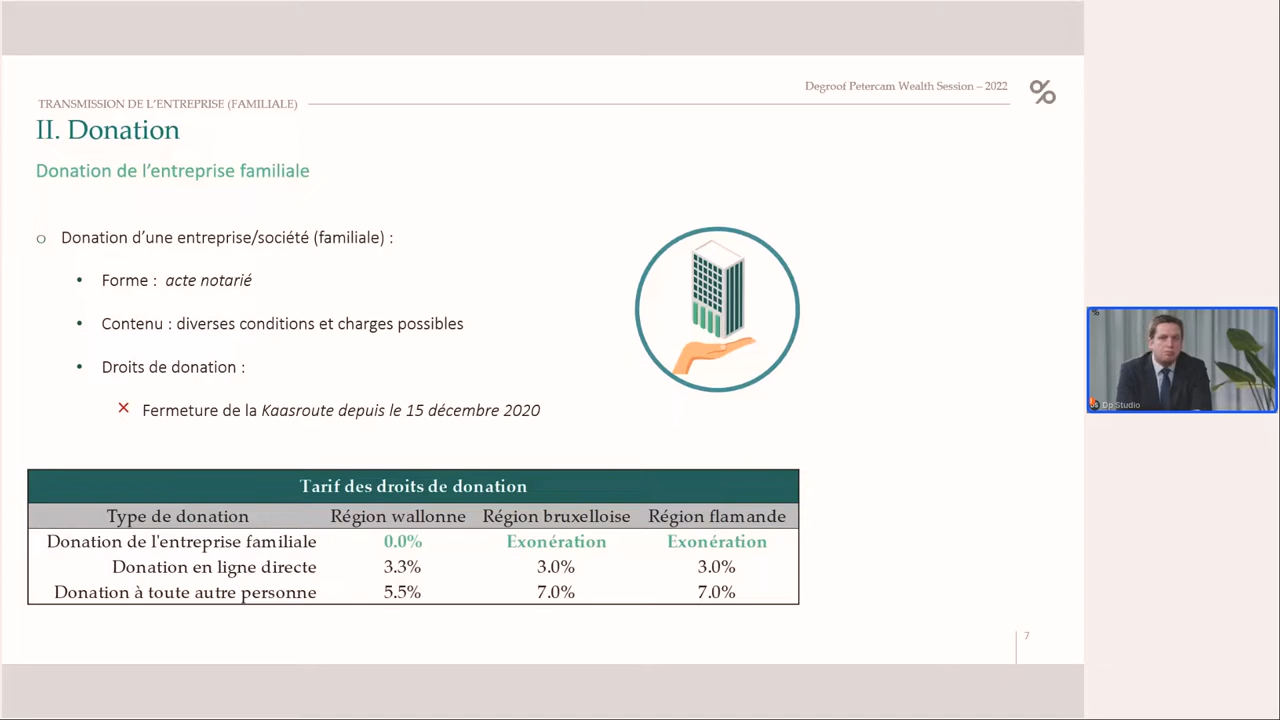 Degroof Petercam Wealth Session – 2022
TRANSMISSION DE L'ENTREPRISE (FAMILIALE)
II. Donation
Donation de l'entreprise familiale
o Donation d'une entreprise/société (familiale) :
• Forme : acte notarié
• Contenu : diverses conditions et charges possibles
• Droits de donation :
✕ Fermeture de la Kaasroute depuis le 15 décembre 2020
Tarif des droits de donation
Type de donation Région wallonne Région bruxelloise Région flamande
Donation de l'entreprise familiale 0.0% Exonération Exonération
Donation en ligne directe 3.3% 3.0% 3.0%
Donation à toute autre personne 5.5% 7.0% 7.0%
7
Dp Studio